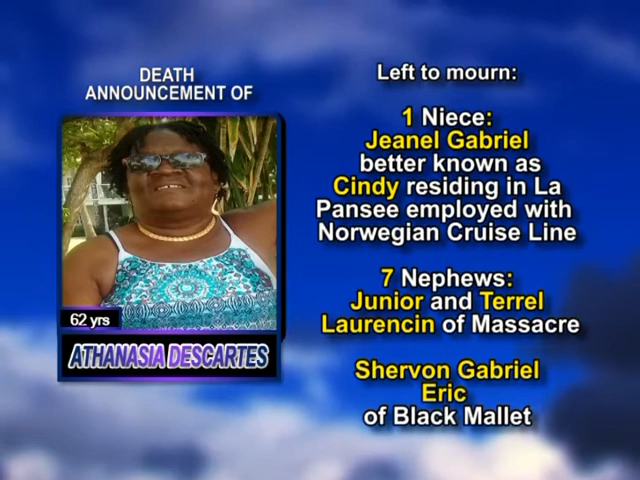 DEATH
ANNOUNCEMENT OF
62 yrs
ATHANASIA DESCARTES
Left to mourn:
1 Niece:
Jeanel Gabriel
better known as
Cindy residing in La
Pansee employed with
Norwegian Cruise Line
7 Nephews:
Junior and Terrel
Laurencin of Massacre
Shervon Gabriel
Eric
of Black Mallet